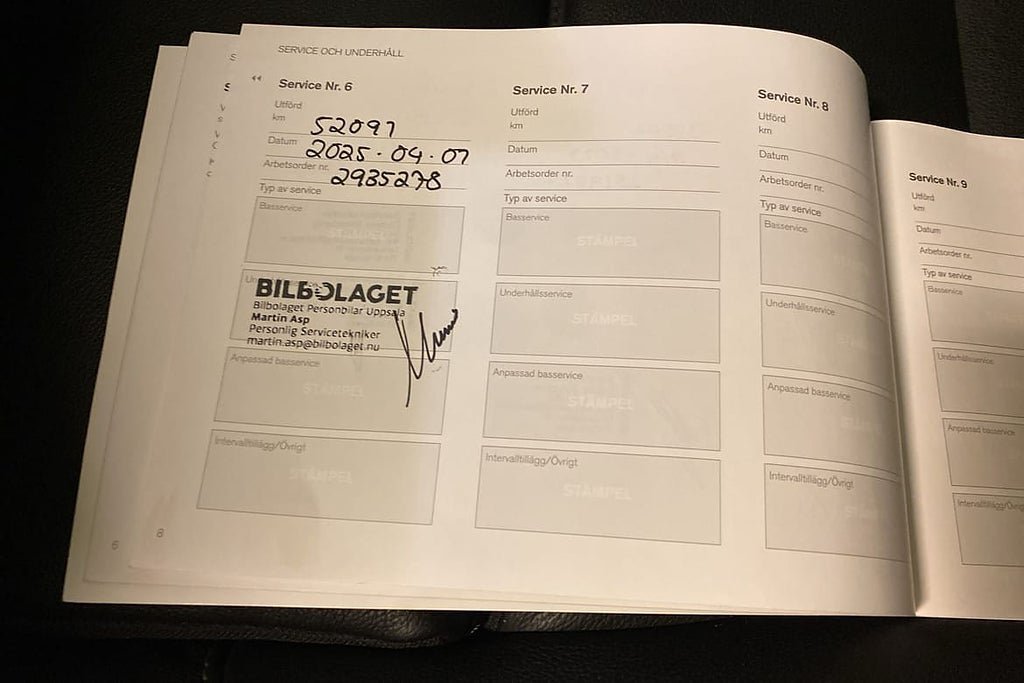 SERVICE OCH UNDERHÅLL
Service Nr. 6
Utförd
km 52091
Datum 2025-04-07
Arbetsorder nr. 2935278
Typ av service
Basservice
STÄMPEL
BILBOLAGET
Bilbolaget Personbilar Uppsala
Martin Asp
Personlig Servicetekniker
martin.asp@bilbolaget.nu
Anpassad basservice
STÄMPEL
Intervalltillägg/Övrigt
STÄMPEL
Service Nr. 7
Utförd
km
Datum
Arbetsorder nr.
Typ av service
Basservice
STÄMPEL
Underhållsservice
STÄMPEL
Anpassad basservice
STÄMPEL
Intervalltillägg/Övrigt
STÄMPEL
Service Nr. 8
Utförd
km
Datum
Arbetsorder nr.
Typ av service
Basservice
Underhållsservice
Anpassad basservice
Intervalltillägg/Övrigt
Service Nr. 9
Utförd
km
Datum
Arbetsorder nr.
Typ av service
Basservice
Underhållsservice
Anpassad basservice
Intervalltillägg/Övrigt
6
8